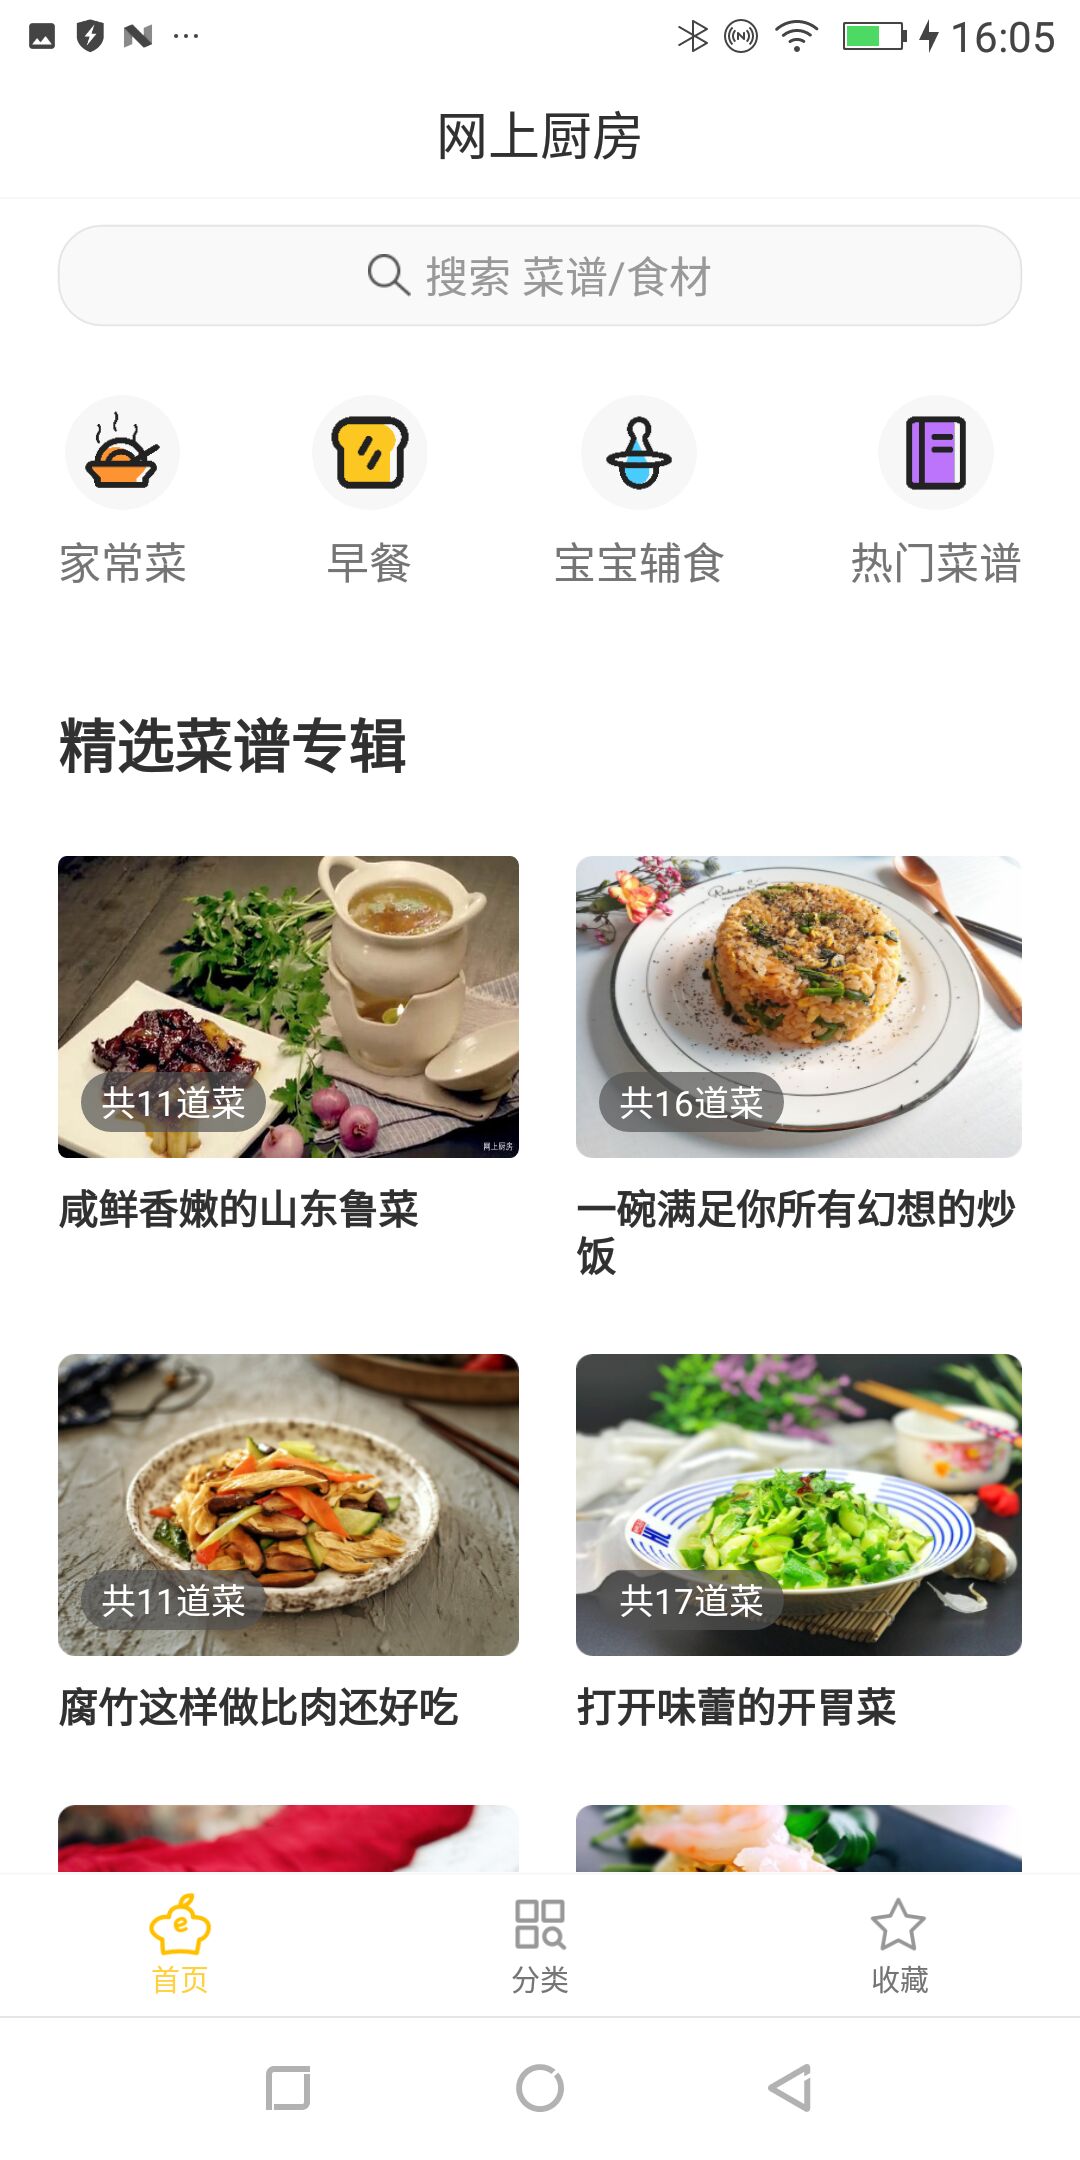 16:05
网上厨房
搜索 菜谱/食材
家常菜
早餐
宝宝辅食
热门菜谱
精选菜谱专辑
共11道菜
网上厨房
咸鲜香嫩的山东鲁菜
共16道菜
一碗满足你所有幻想的炒
饭
共11道菜
腐竹这样做比肉还好吃
共17道菜
打开味蕾的开胃菜
首页
分类
收藏